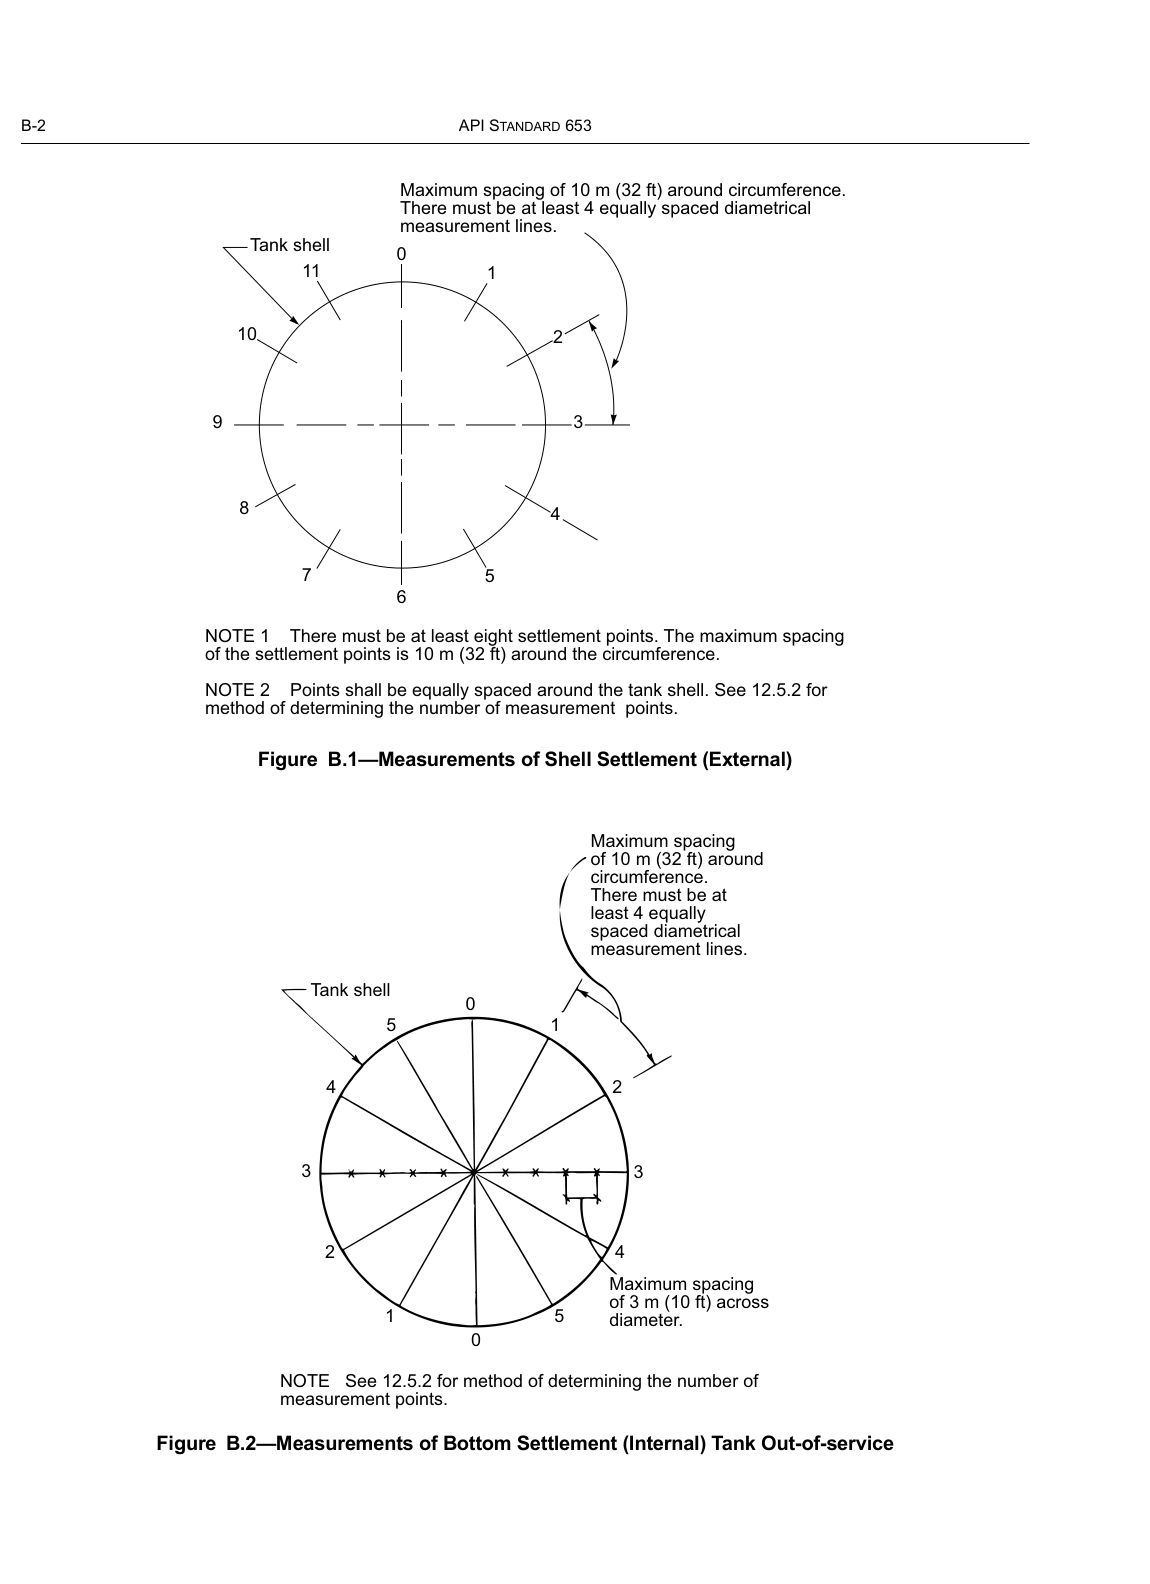 B-2
API STANDARD 653
Maximum spacing of 10 m (32 ft) around circumference.
There must be at least 4 equally spaced diametrical
measurement lines.
Tank shell
0
11
1
10
2
9
3
8
4
7
5
6
NOTE 1 There must be at least eight settlement points. The maximum spacing
of the settlement points is 10 m (32 ft) around the circumference.
NOTE 2 Points shall be equally spaced around the tank shell. See 12.5.2 for
method of determining the number of measurement points.
Figure B.1—Measurements of Shell Settlement (External)
Maximum spacing
of 10 m (32 ft) around
circumference.
There must be at
least 4 equally
spaced diametrical
measurement lines.
Tank shell
0
5
1
4
2
3
3
2
4
Maximum spacing
of 3 m (10 ft) across
diameter.
1
5
0
NOTE See 12.5.2 for method of determining the number of
measurement points.
Figure B.2—Measurements of Bottom Settlement (Internal) Tank Out-of-service